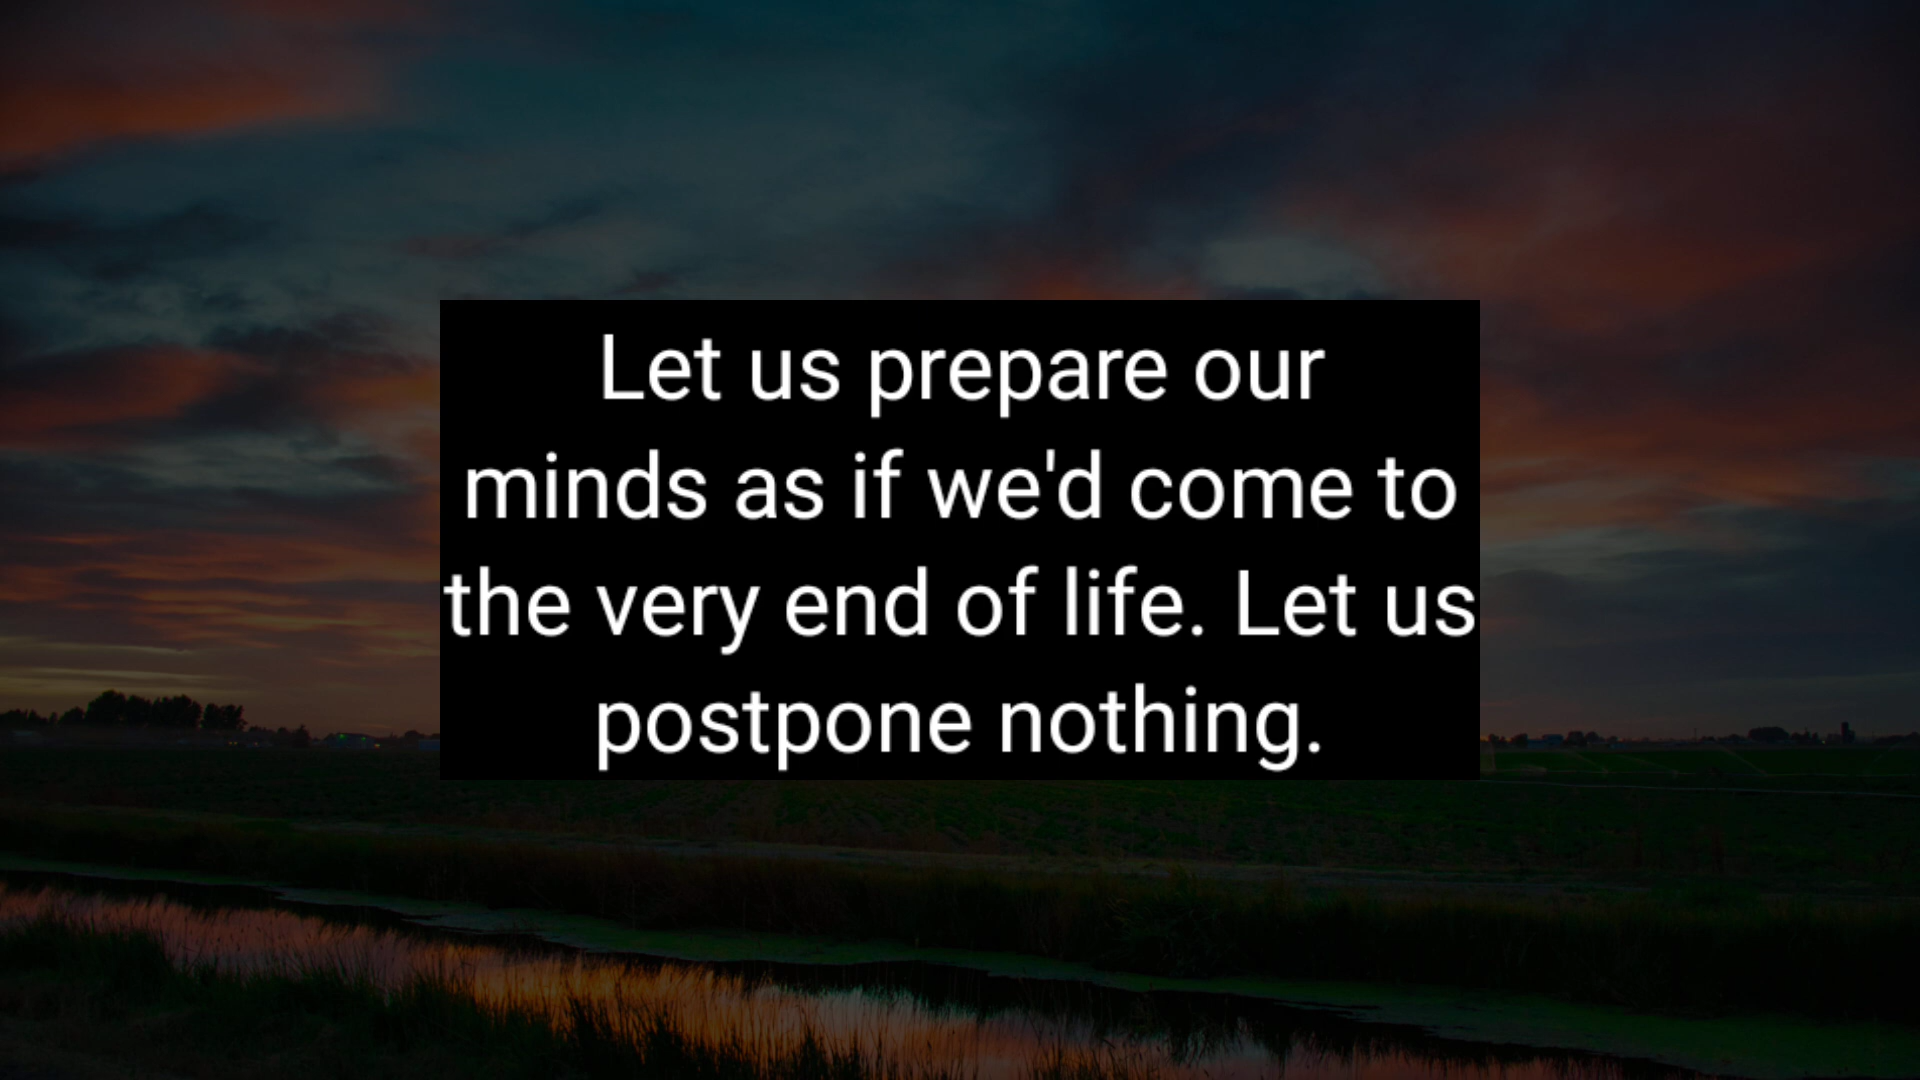 Let us prepare our
minds as if we'd come to
the very end of life. Let us
postpone nothing.